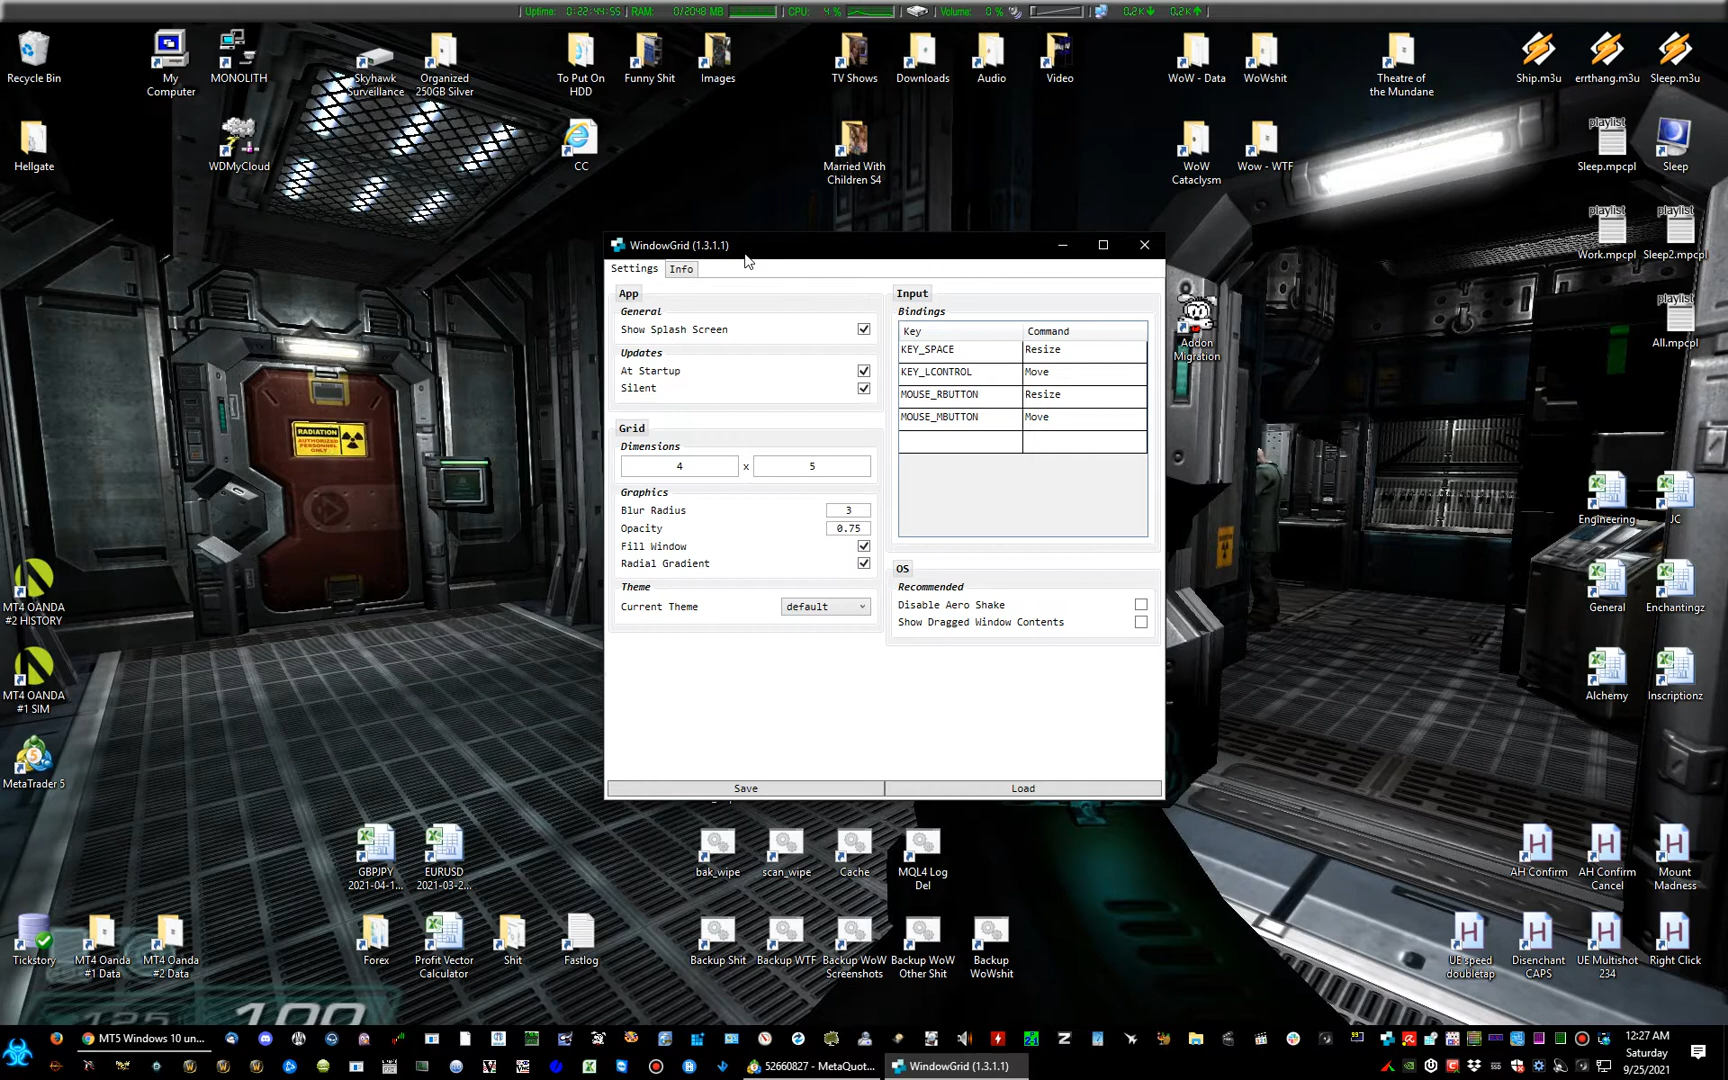 Uptime: 0:22:44:55 RAM: 0/2048 MB CPU: 4 % Volume: 0 % 0.2K 0.2K
Recycle Bin
My Computer
MONOLITH
Skyhawk Surveillance
Organized 250GB Silver
To Put On HDD
Funny Shit
Images
TV Shows
Downloads
Audio
Video
WoW - Data
WoWshit
Theatre of the Mundane
Ship.m3u
errthang.m3u
Sleep.m3u
Hellgate
WDMyCloud
CC
Married With Children S4
WoW Cataclysm
Wow - WTF
playlist
Sleep.mpcpl
Sleep
playlist
Work.mpcpl
playlist
Sleep2.mpcpl
playlist
All.mpcpl
Addon Migration
WindowGrid (1.3.1.1)
Settings Info
App
General
Show Splash Screen
Updates
At Startup
Silent
Grid
Dimensions
4 x 5
Graphics
Blur Radius 3
Opacity 0.75
Fill Window
Radial Gradient
Theme
Current Theme default
Input
Bindings
Key Command
KEY_SPACE Resize
KEY_LCONTROL Move
MOUSE_RBUTTON Resize
MOUSE_MBUTTON Move
OS
Recommended
Disable Aero Shake
Show Dragged Window Contents
Save Load
RADIATION
AUTHORIZED PERSONNEL ONLY
Engineering
JC
General
Enchantingz
Alchemy
Inscriptionz
MT4 OANDA #2 HISTORY
MT4 OANDA #1 SIM
MetaTrader 5
GBPJPY 2021-04-1...
EURUSD 2021-03-2...
bak_wipe
scan_wipe
Cache
MQL4 Log Del
AH Confirm
AH Confirm Cancel
Mount Madness
Tickstory
MT4 Oanda #1 Data
MT4 Oanda #2 Data
Forex
Profit Vector Calculator
Shit
Fastlog
Backup Shit
Backup WTF
Backup WoW Screenshots
Backup WoW Other Shit
Backup WoWshit
UE speed doubletap
Disenchant CAPS
UE Multishot 234
Right Click
125 100
MT5 Windows 10 un...
52660827 - MetaQuot...
WindowGrid (1.3.1.1)
12:27 AM
Saturday
9/25/2021